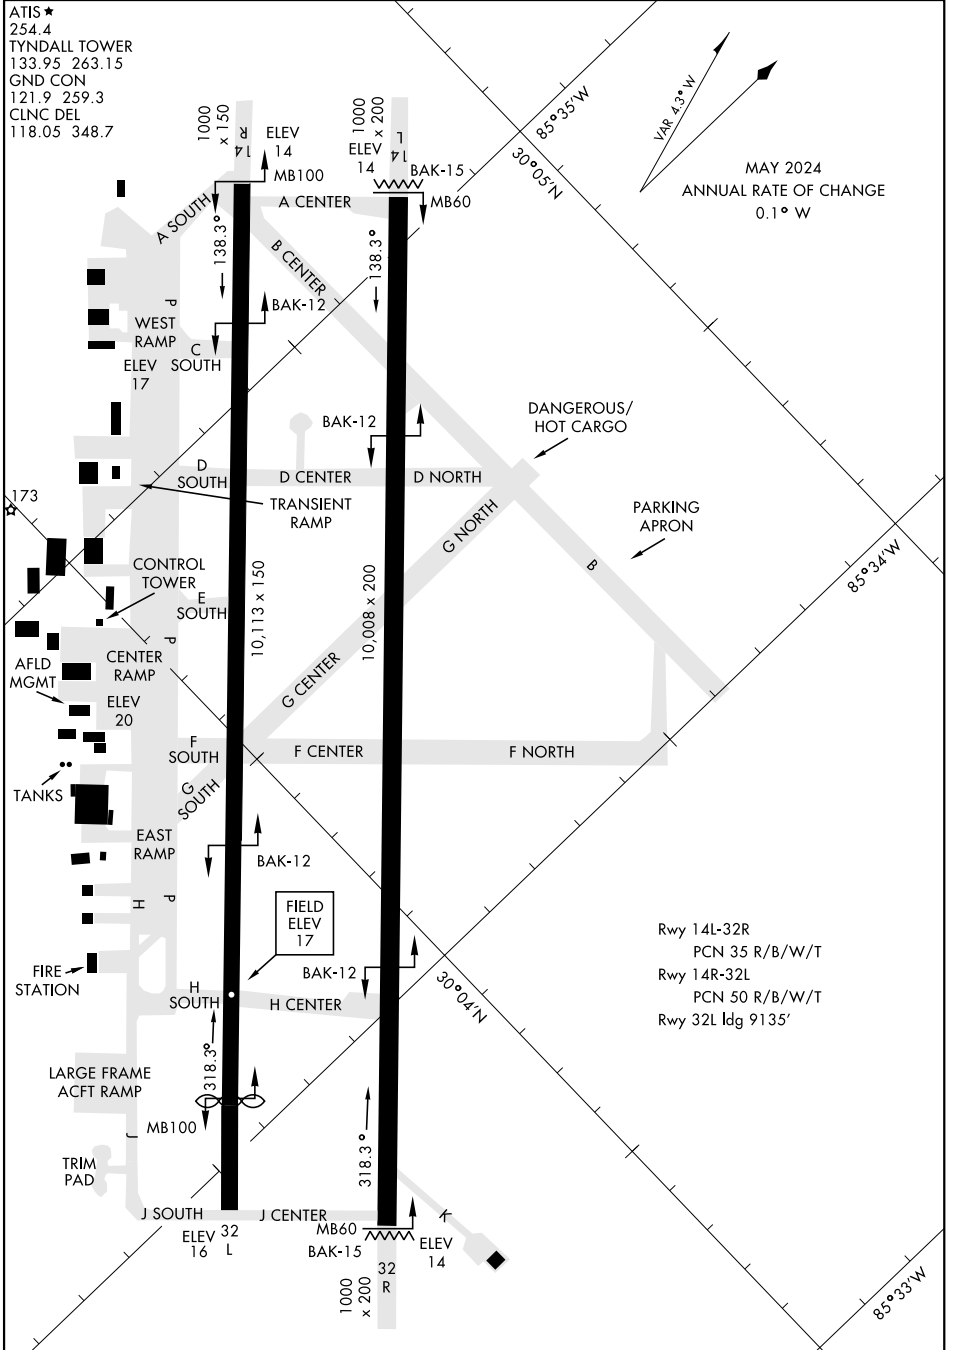 ATIS ★
254.4
TYNDALL TOWER
133.95 263.15
GND CON
121.9 259.3
CLNC DEL
118.05 348.7
1000
x 150
14
R
ELEV
14
MB100
1000
x 200
ELEV
14
14
L
BAK-15
MB60
85°35'W
30°05'N
VAR 4.3° W
MAY 2024
ANNUAL RATE OF CHANGE
0.1° W
A SOUTH
A CENTER
138.3°
B CENTER
138.3°
P
WEST
RAMP
ELEV
17
C
SOUTH
BAK-12
BAK-12
DANGEROUS/
HOT CARGO
D
SOUTH
D CENTER
D NORTH
TRANSIENT
RAMP
173
G NORTH
PARKING
APRON
B
85°34'W
CONTROL
TOWER
E
SOUTH
10,113 x 150
10,008 x 200
P
CENTER
RAMP
AFLD
MGMT
ELEV
20
G CENTER
F
SOUTH
F CENTER
F NORTH
TANKS
G
SOUTH
EAST
RAMP
BAK-12
H
P
FIELD
ELEV
17
Rwy 14L-32R
PCN 35 R/B/W/T
Rwy 14R-32L
PCN 50 R/B/W/T
Rwy 32L ldg 9135'
FIRE
STATION
BAK-12
30°04'N
H
SOUTH
H CENTER
318.3°
LARGE FRAME
ACFT RAMP
MB100
J
318.3°
TRIM
PAD
J SOUTH
J CENTER
K
ELEV
16
32
L
MB60
BAK-15
ELEV
14
32
R
1000
x 200
85°33'W